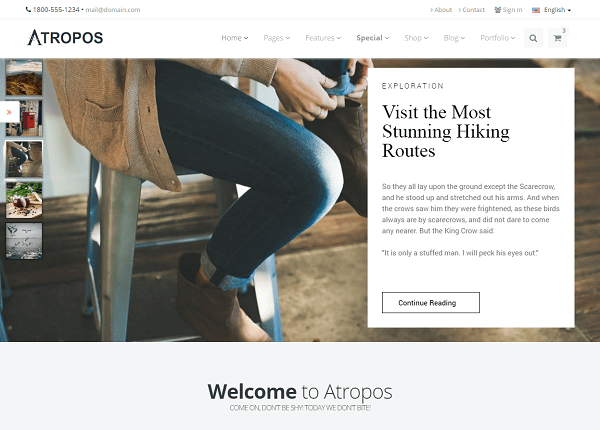 1800-555-1234 • mail@domain.com
About Contact Sign In English
ATROPOS
Home Pages Features Special Shop Blog Portfolio 3
EXPLORATION
Visit the Most
Stunning Hiking
Routes
So they all lay upon the ground except the Scarecrow,
and he stood up and stretched out his arms. And when
the crows saw him they were frightened, as these birds
always are by scarecrows, and did not dare to come
any nearer. But the King Crow said:
"It is only a stuffed man. I will peck his eyes out."
Continue Reading
Welcome to Atropos
COME ON, DON'T BE SHY! TODAY WE DON'T BITE!